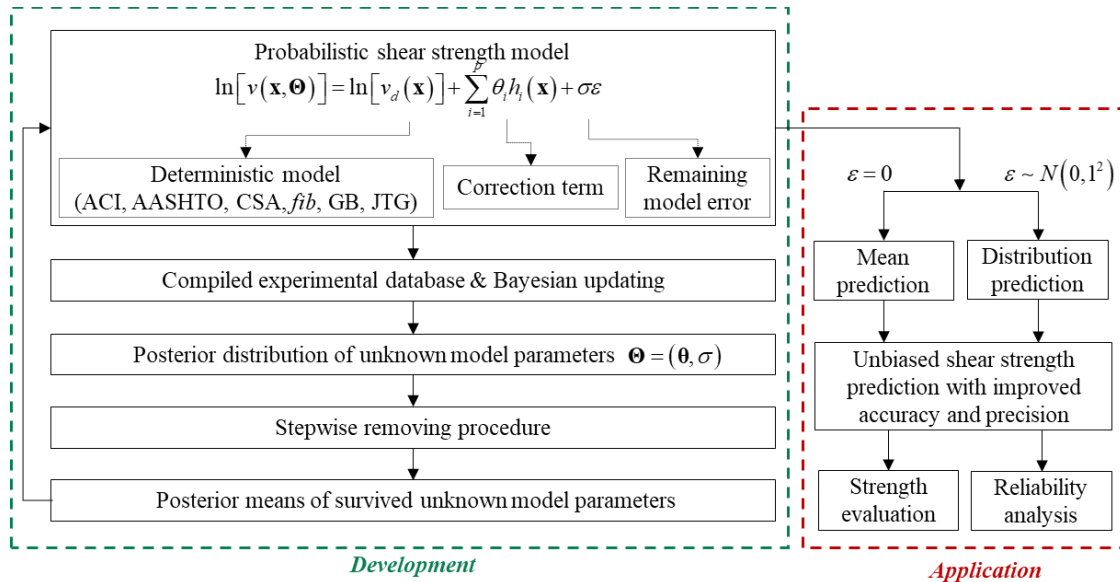 Probabilistic shear strength model
ln[v(x,Θ)] = ln[v_d(x)] + ∑_{i=1}^{p} θ_i h_i(x) + σε
Deterministic model
(ACI, AASHTO, CSA, fib, GB, JTG)
Correction term
Remaining
model error
Compiled experimental database & Bayesian updating
Posterior distribution of unknown model parameters Θ = (θ, σ)
Stepwise removing procedure
Posterior means of survived unknown model parameters
Development
ε = 0
ε ~ N(0,1²)
Mean
prediction
Distribution
prediction
Unbiased shear strength
prediction with improved
accuracy and precision
Strength
evaluation
Reliability
analysis
Application